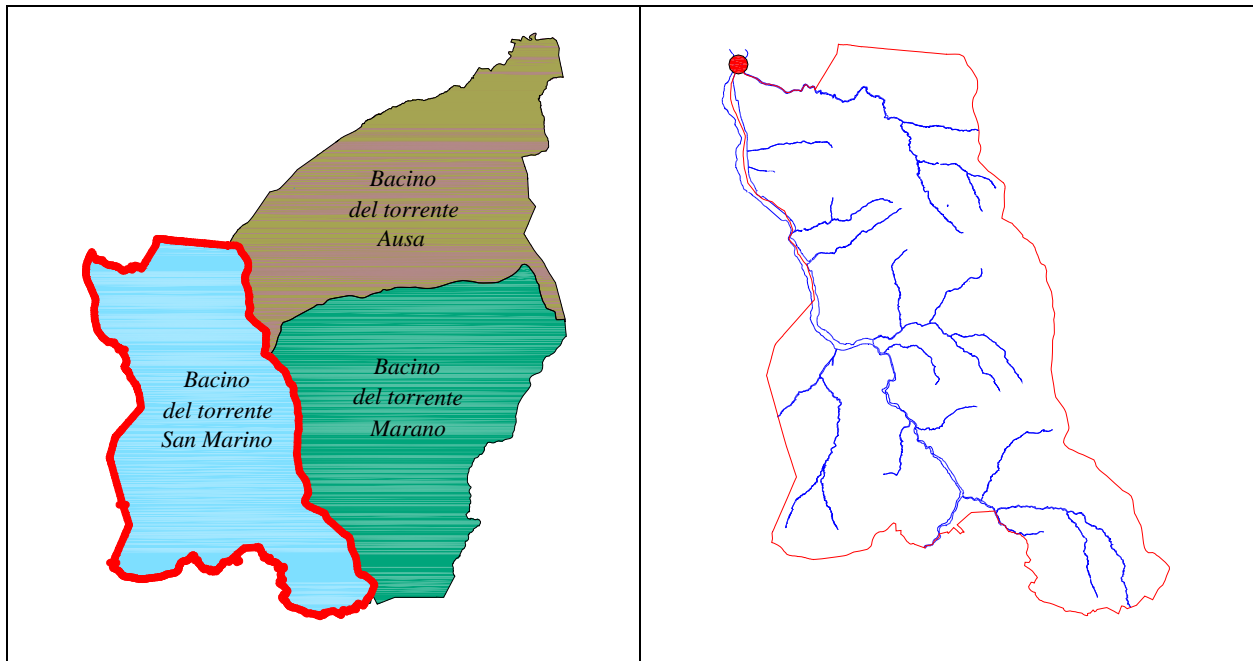 Bacino
del torrente
Ausa
Bacino
del torrente
San Marino
Bacino
del torrente
Marano